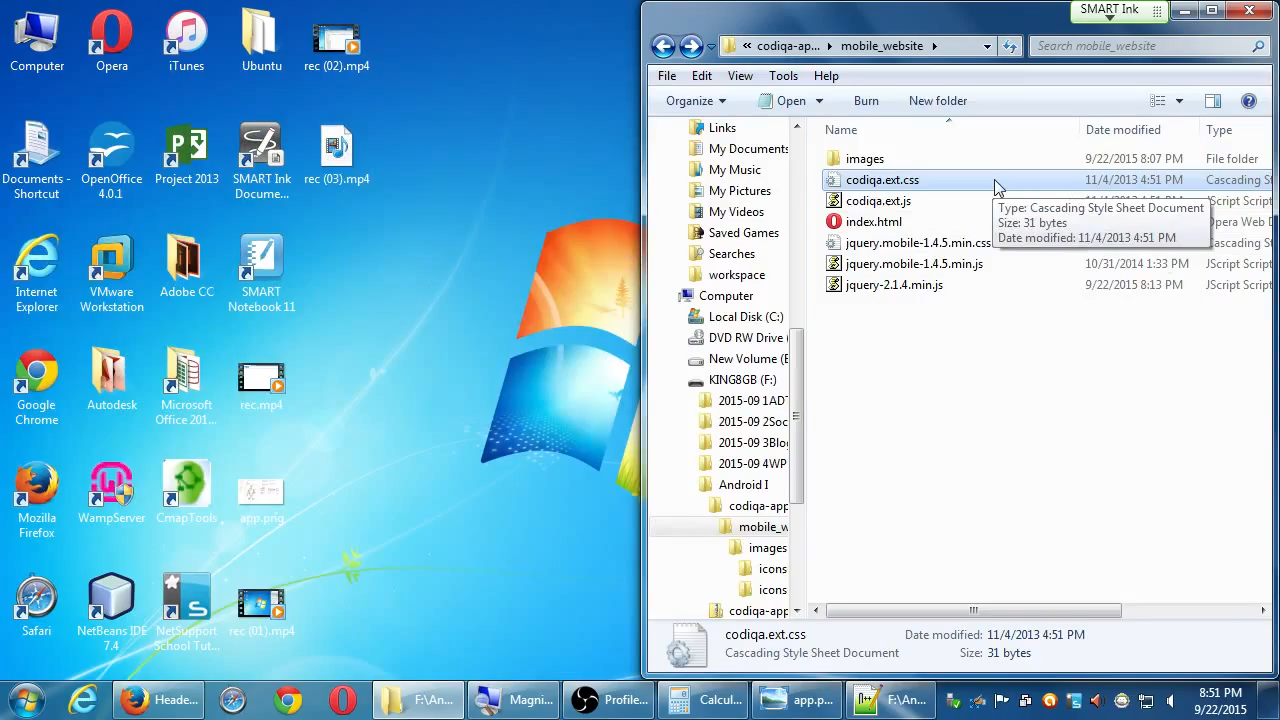 Computer
Opera
iTunes
Ubuntu
rec (02).mp4
Documents -
Shortcut
OpenOffice
4.0.1
Project 2013
SMART Ink
Docume...
rec (03).mp4
Internet
Explorer
VMware
Workstation
Adobe CC
SMART
Notebook 11
Google
Chrome
Autodesk
Microsoft
Office 201...
rec.mp4
Mozilla
Firefox
WampServer
CmapTools
app.png
Safari
NetBeans IDE
7.4
NetSupport
School Tut...
rec (01).mp4
SMART Ink
« codiqa-ap... mobile_website
Search mobile_website
File Edit View Tools Help
Organize Open Burn New folder
Links
My Documents
My Music
My Pictures
My Videos
Saved Games
Searches
workspace
Computer
Local Disk (C:)
DVD RW Drive (
New Volume (E
KING8GB (F:)
2015-09 1AD
2015-09 2Soc
2015-09 3Blo
2015-09 4WP
Android I
codiqa-app
mobile_w
images
icons
icons
codiqa-app
Name Date modified Type
images 9/22/2015 8:07 PM File folder
codiqa.ext.css 11/4/2013 4:51 PM Cascading St
codiqa.ext.js 11/4/2013 4:51 PM JScript Script
index.html Opera Web D
jquery.mobile-1.4.5.min.css Cascading St
jquery.mobile-1.4.5.min.js 10/31/2014 1:33 PM JScript Script
jquery-2.1.4.min.js 9/22/2015 8:13 PM JScript Script
Type: Cascading Style Sheet Document
Size: 31 bytes
Date modified: 11/4/2013 4:51 PM
codiqa.ext.css Date modified: 11/4/2013 4:51 PM
Cascading Style Sheet Document Size: 31 bytes
Heade...
F:\An...
Magni...
Profile...
Calcul...
app.p...
F:\An...
8:51 PM
9/22/2015